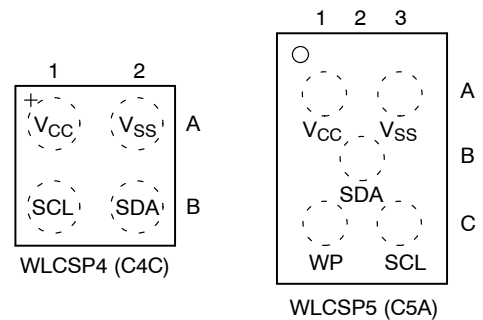 1 2
VCC VSS A
SCL SDA B
WLCSP4 (C4C)
1 2 3
A
VCC VSS
B
SDA
C
WP SCL
WLCSP5 (C5A)